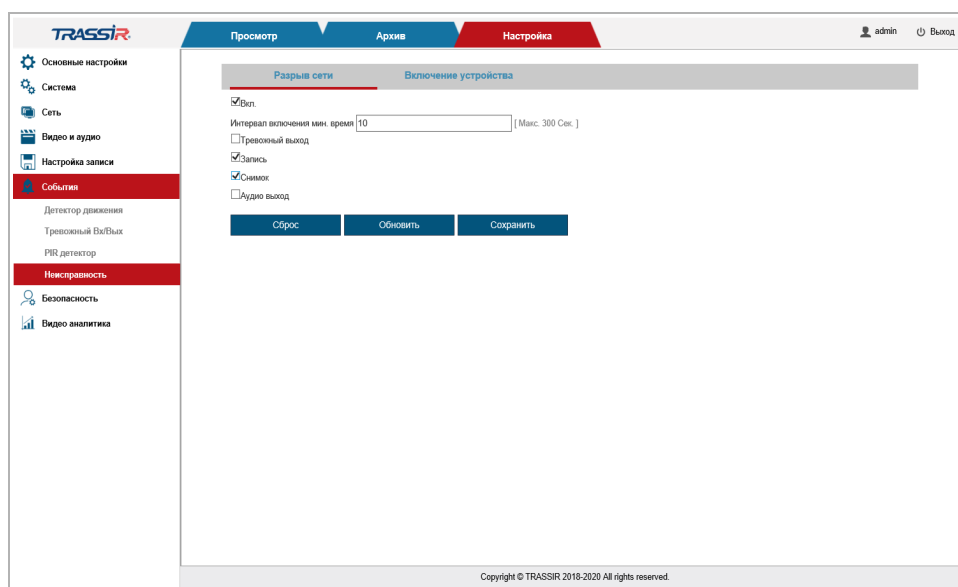 TRASSIR
Просмотр
Архив
Настройка
admin
Выход
Основные настройки
Система
Сеть
Видео и аудио
Настройка записи
События
Детектор движения
Тревожный Вх/Вых
PIR детектор
Неисправность
Безопасность
Видео аналитика
Разрыв сети
Включение устройства
Вкл.
Интервал включения мин. время 10 [ Макс. 300 Сек. ]
Тревожный выход
Запись
Снимок
Аудио выход
Сброс
Обновить
Сохранить
Copyright © TRASSIR 2018-2020 All rights reserved.